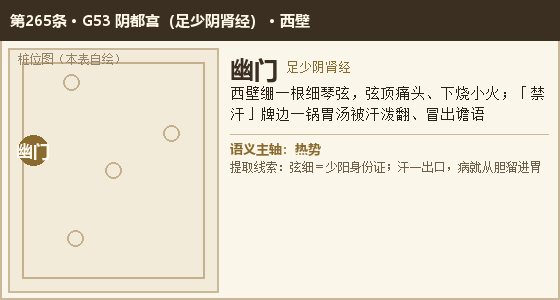 第265条・G53 阴都宫（足少阴肾经）・西壁
桩位图（本表自绘）
幽门
幽门 足少阴肾经
西壁绷一根细琴弦，弦顶痛头、下烧小火；「禁
汗」牌边一锅胃汤被汗泼翻、冒出谵语
语义主轴：热势
提取线索：弦细＝少阳身份证；汗一出口，病就从胆溜进胃